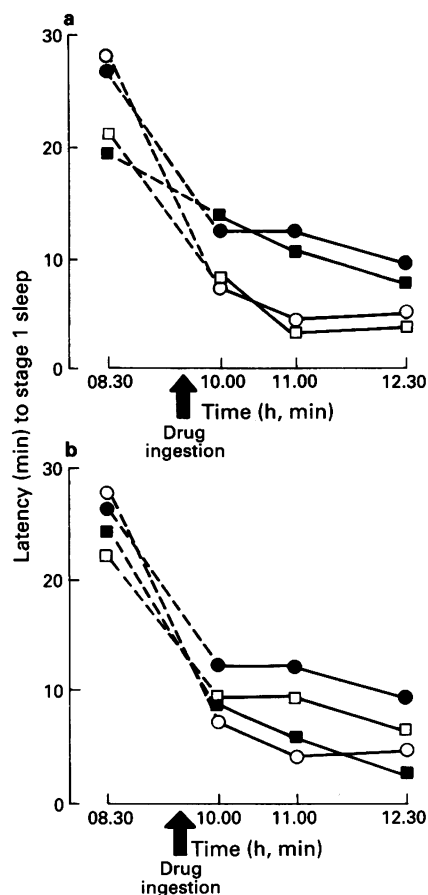 a
30
20
10
0
08.30 10.00 11.00 12.30
Time (h, min)
Drug
ingestion
Latency (min) to stage 1 sleep
b
30
20
10
0
08.30 10.00 11.00 12.30
Time (h, min)
Drug
ingestion